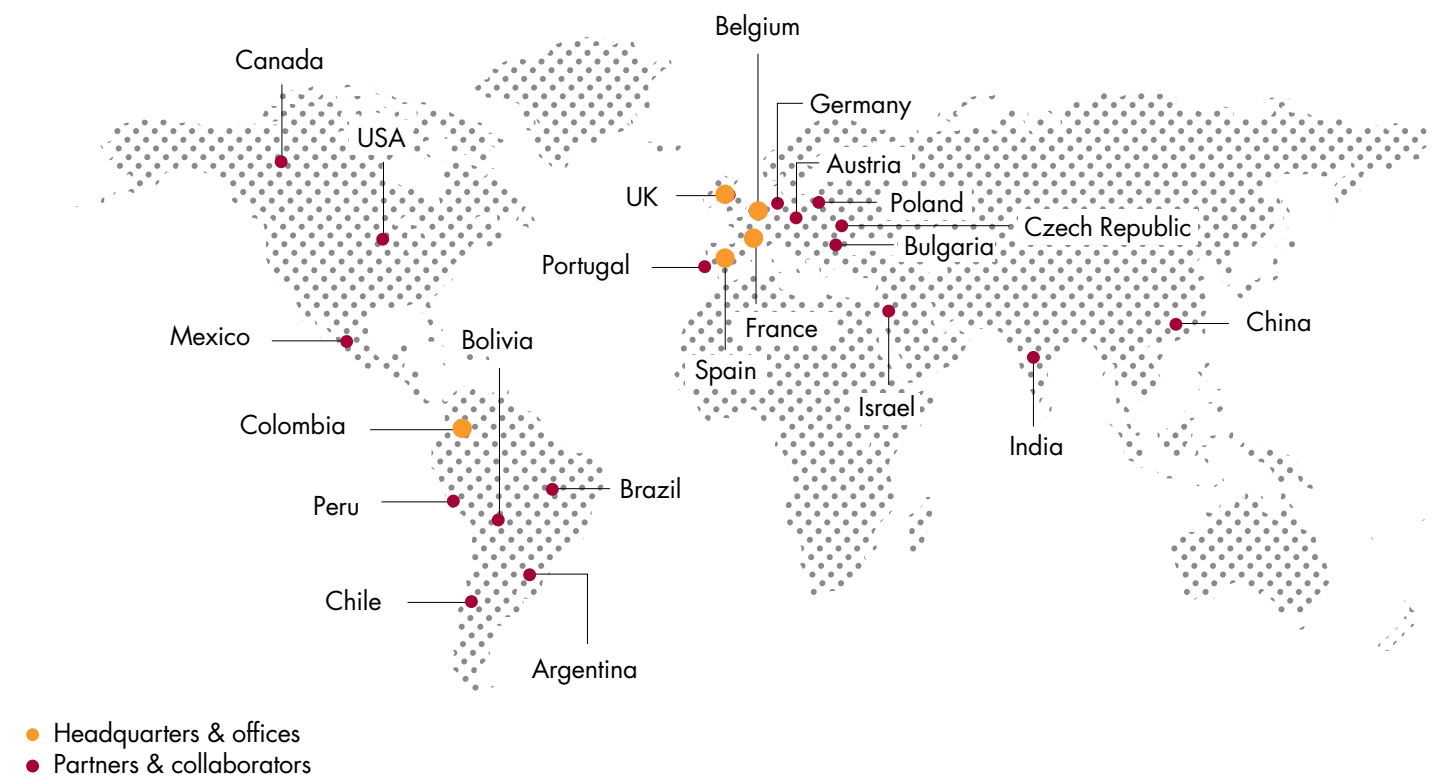 Belgium
Canada
Germany
USA
Austria
UK
Poland
Czech Republic
Bulgaria
Portugal
China
France
Mexico
Bolivia
Spain
Israel
Colombia
India
Brazil
Peru
Chile
Argentina
Headquarters & offices
Partners & collaborators